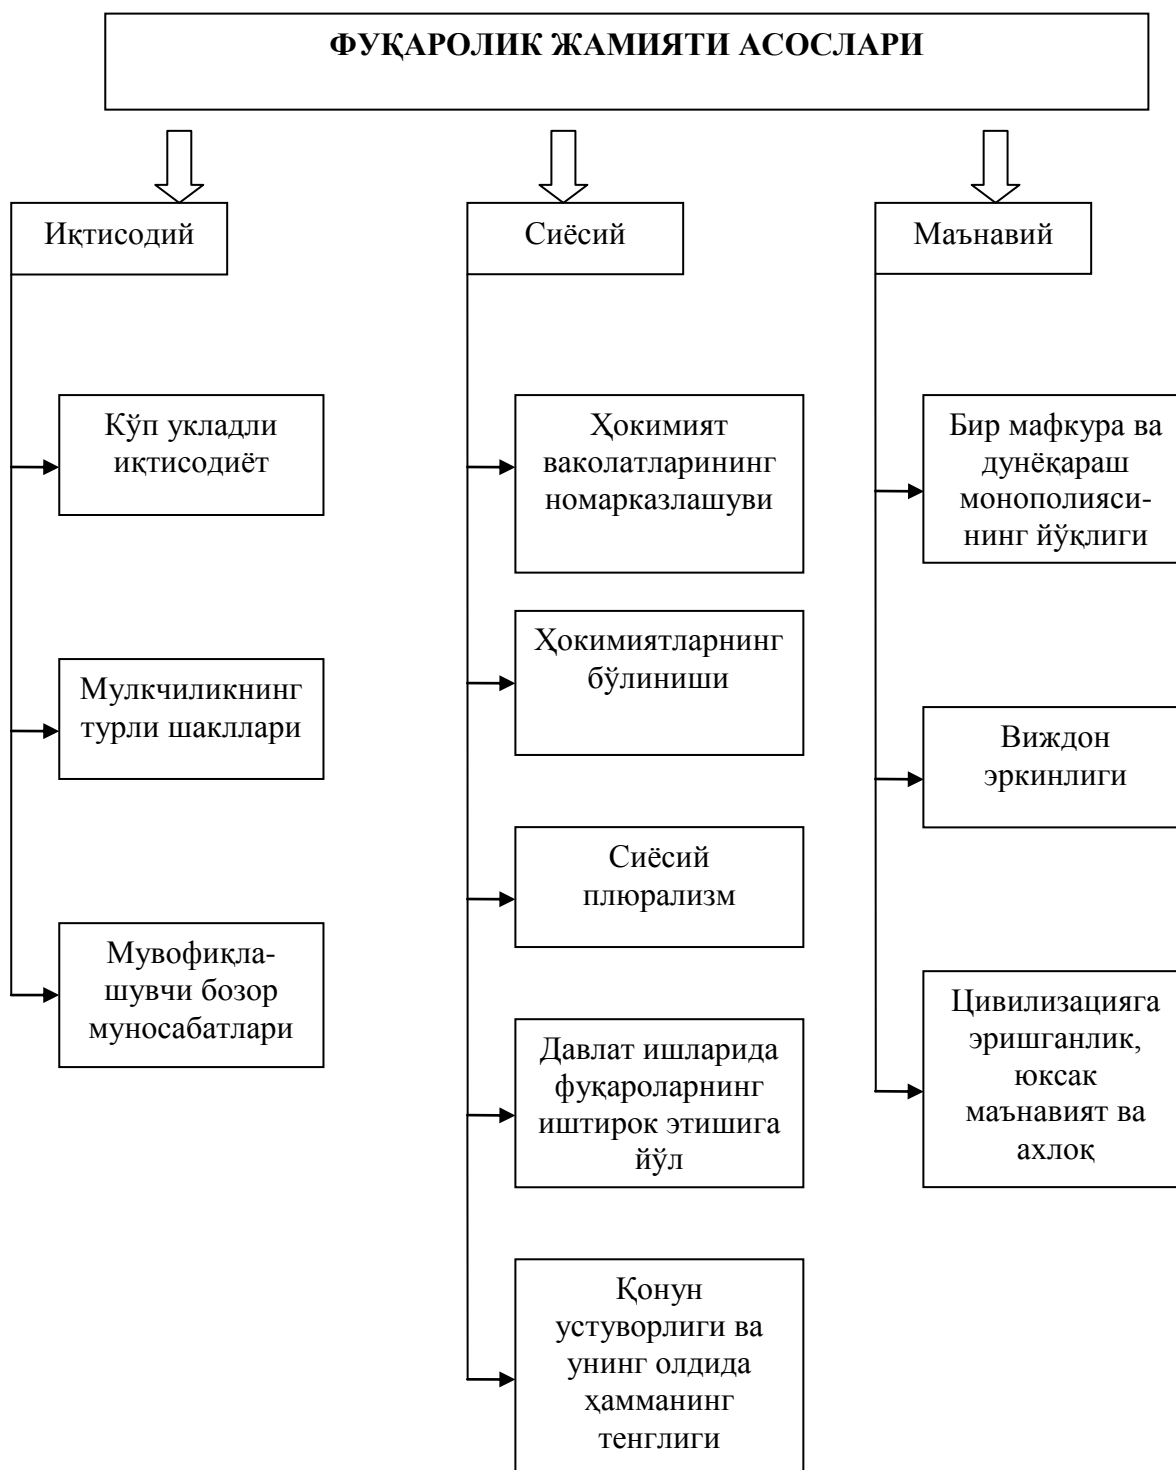 ФУҚАРОЛИК ЖАМИЯТИ АСОСЛАРИ
Иқтисодий
Кўп укладли
иқтисодиёт
Мулкчиликнинг
турли шакллари
Мувофиқла-
шувчи бозор
муносабатлари
Сиёсий
Ҳокимият
ваколатларининг
номарказлашуви
Ҳокимиятларнинг
бўлиниши
Сиёсий
плюрализм
Давлат ишларида
фуқароларнинг
иштирок этишига
йўл
Қонун
устуворлиги ва
унинг олдида
ҳамманинг
тенглиги
Маънавий
Бир мафкура ва
дунёқараш
монополияси-
нинг йўқлиги
Виждон
эркинлиги
Цивилизацияга
эришганлик,
юксак
маънавият ва
ахлоқ